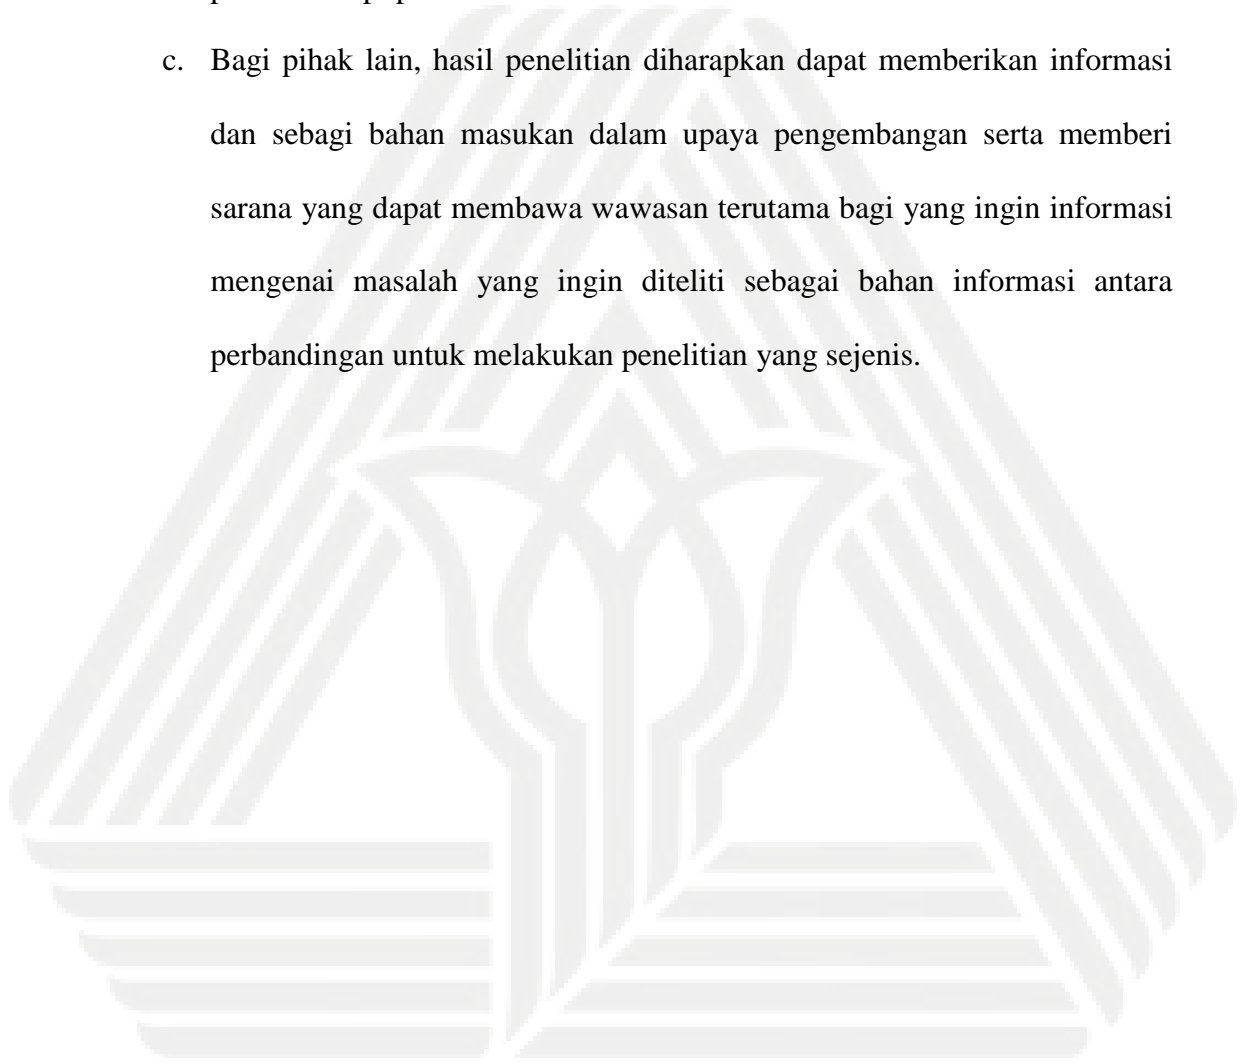 c. Bagi pihak lain, hasil penelitian diharapkan dapat memberikan informasi
dan sebagi bahan masukan dalam upaya pengembangan serta memberi
sarana yang dapat membawa wawasan terutama bagi yang ingin informasi
mengenai masalah yang ingin diteliti sebagai bahan informasi antara
perbandingan untuk melakukan penelitian yang sejenis.